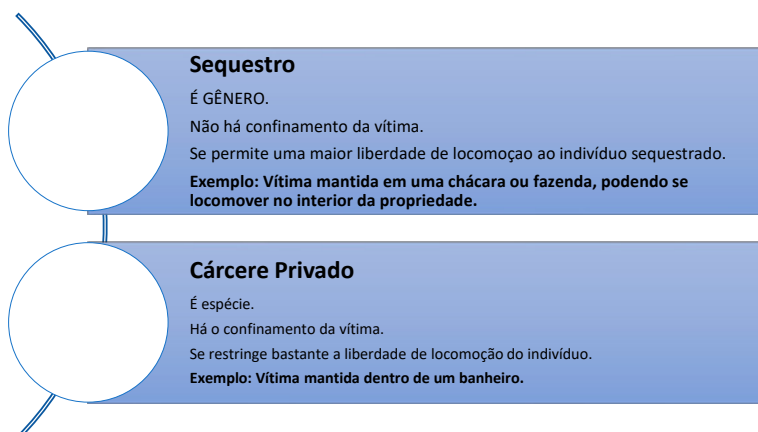 Sequestro
É GÊNERO.
Não há confinamento da vítima.
Se permite uma maior liberdade de locomoçao ao indivíduo sequestrado.
Exemplo: Vítima mantida em uma chácara ou fazenda, podendo se
locomover no interior da propriedade.
Cárcere Privado
É espécie.
Há o confinamento da vítima.
Se restringe bastante a liberdade de locomoção do indivíduo.
Exemplo: Vítima mantida dentro de um banheiro.